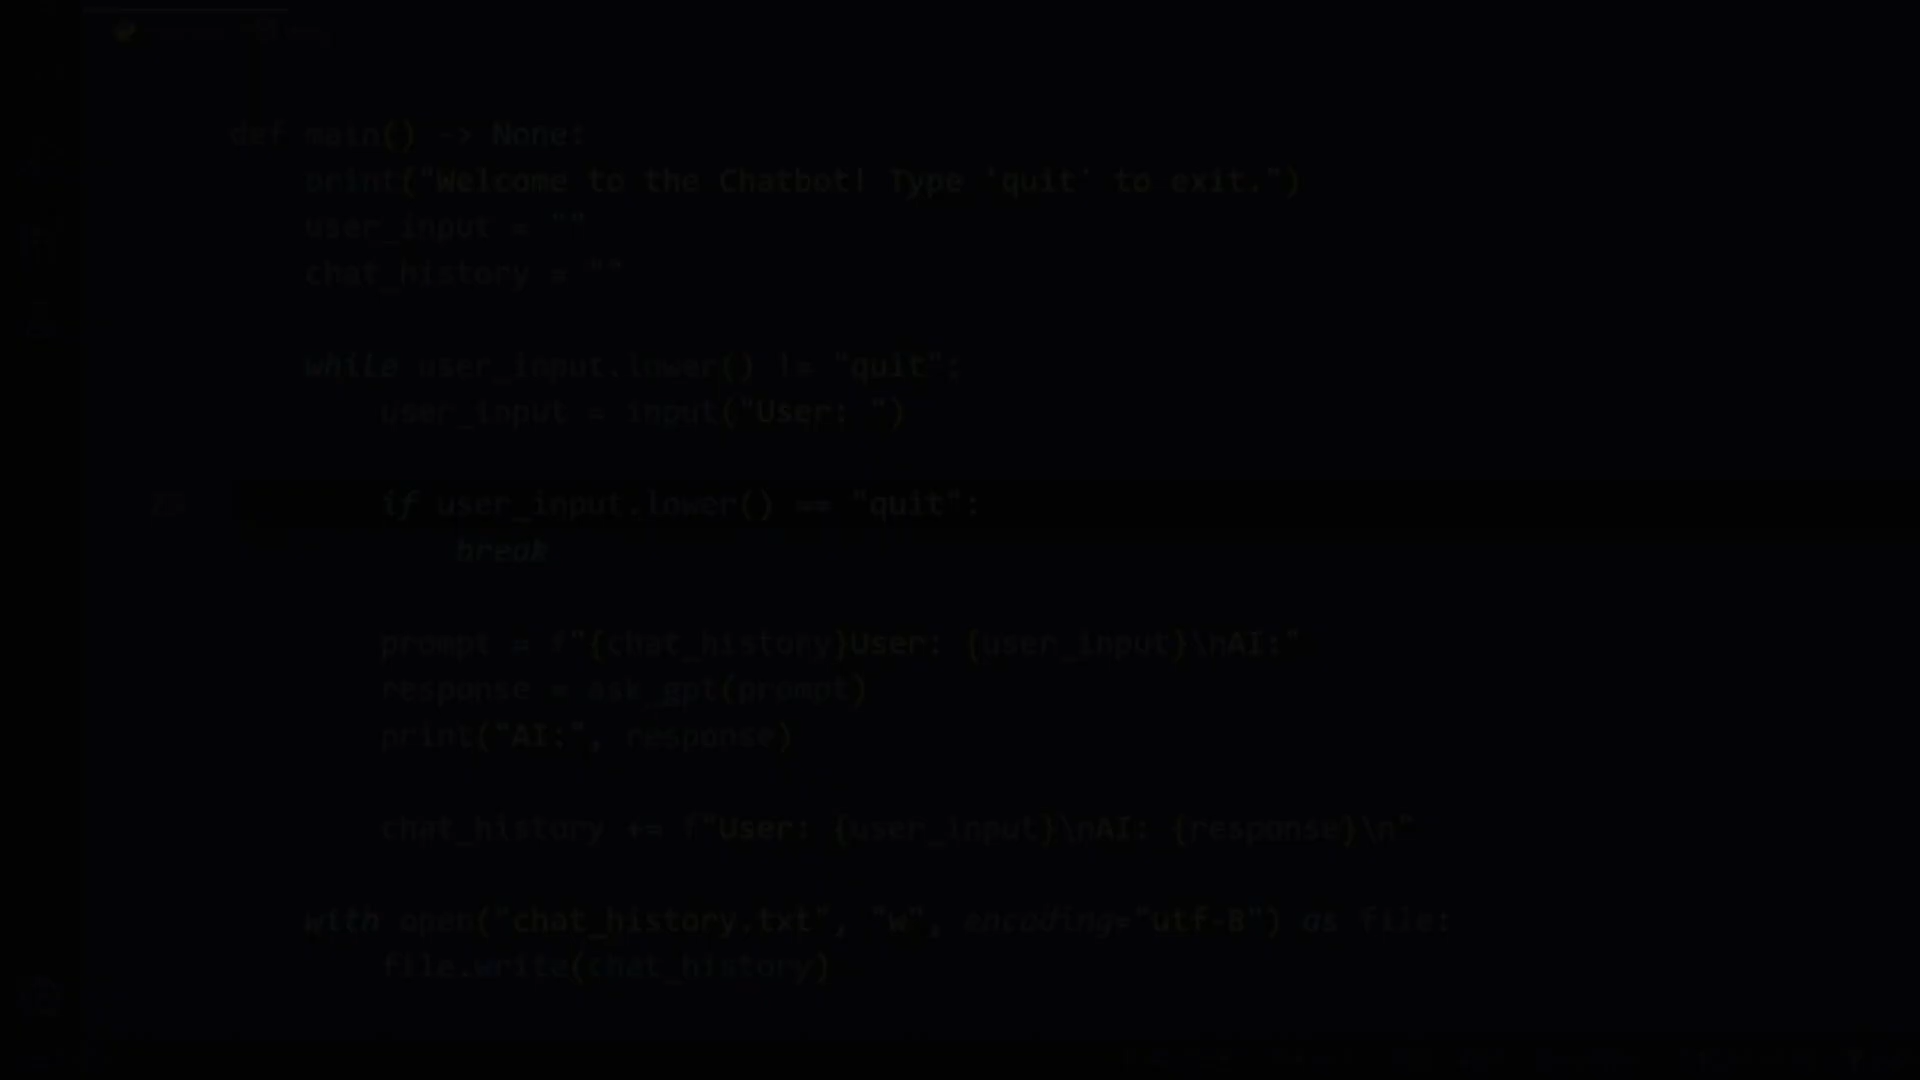 def main() -> None:
print("Welcome to the Chatbot! Type 'quit' to exit.")
user_input = ""
chat_history = ""
while user_input.lower() != "quit":
user_input = input("User: ")
if user_input.lower() == "quit":
break
prompt = f"{chat_history}User: {user_input}\nAI:"
response = ask_gpt(prompt)
print("AI:", response)
chat_history += f"User: {user_input}\nAI: {response}\n"
with open("chat_history.txt", "w", encoding="utf-8") as file:
file.write(chat_history)